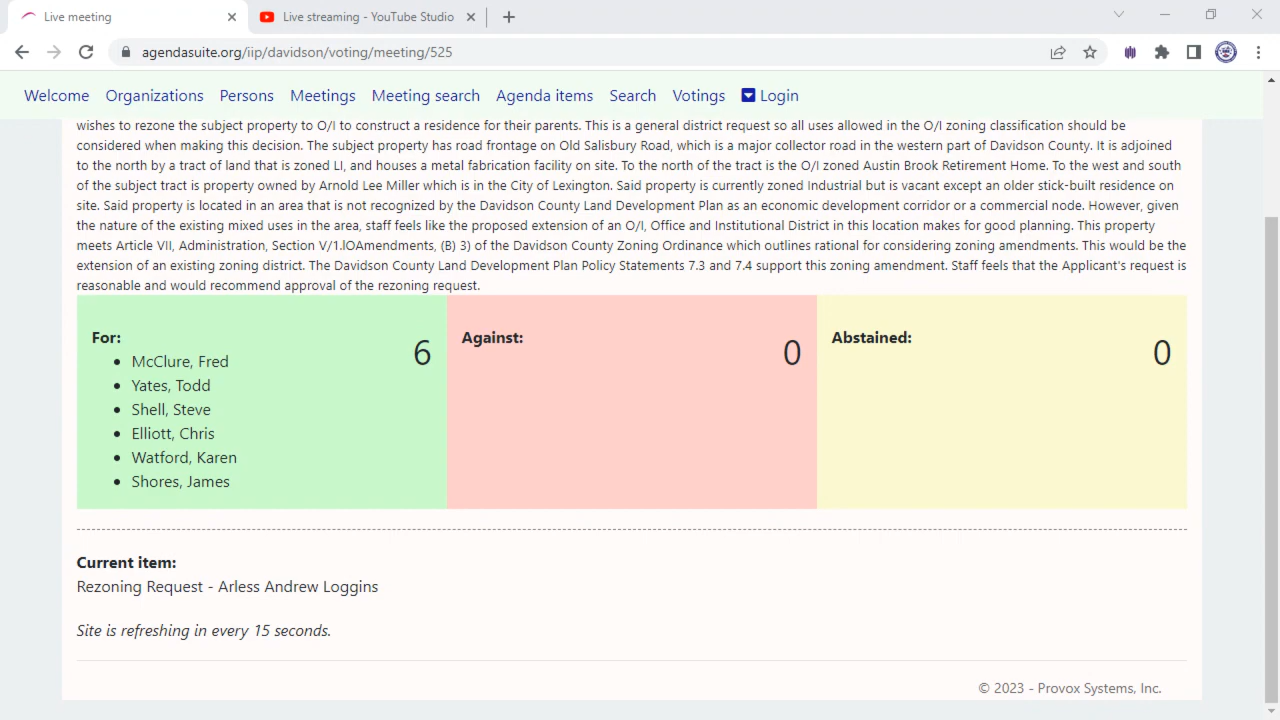 Live meeting
Live streaming - YouTube Studio
agendasuite.org/iip/davidson/voting/meeting/525
Welcome Organizations Persons Meetings Meeting search Agenda items Search Votings Login
wishes to rezone the subject property to O/I to construct a residence for their parents. This is a general district request so all uses allowed in the O/I zoning classification should be
considered when making this decision. The subject property has road frontage on Old Salisbury Road, which is a major collector road in the western part of Davidson County. It is adjoined
to the north by a tract of land that is zoned LI, and houses a metal fabrication facility on site. To the north of the tract is the O/I zoned Austin Brook Retirement Home. To the west and south
of the subject tract is property owned by Arnold Lee Miller which is in the City of Lexington. Said property is currently zoned Industrial but is vacant except an older stick-built residence on
site. Said property is located in an area that is not recognized by the Davidson County Land Development Plan as an economic development corridor or a commercial node. However, given
the nature of the existing mixed uses in the area, staff feels like the proposed extension of an O/I, Office and Institutional District in this location makes for good planning. This property
meets Article VII, Administration, Section V/1.lOAmendments, (B) 3) of the Davidson County Zoning Ordinance which outlines rational for considering zoning amendments. This would be the
extension of an existing zoning district. The Davidson County Land Development Plan Policy Statements 7.3 and 7.4 support this zoning amendment. Staff feels that the Applicant's request is
reasonable and would recommend approval of the rezoning request.
For: 6
McClure, Fred
Yates, Todd
Shell, Steve
Elliott, Chris
Watford, Karen
Shores, James
Against: 0
Abstained: 0
Current item:
Rezoning Request - Arless Andrew Loggins
Site is refreshing in every 15 seconds.
© 2023 - Provox Systems, Inc.